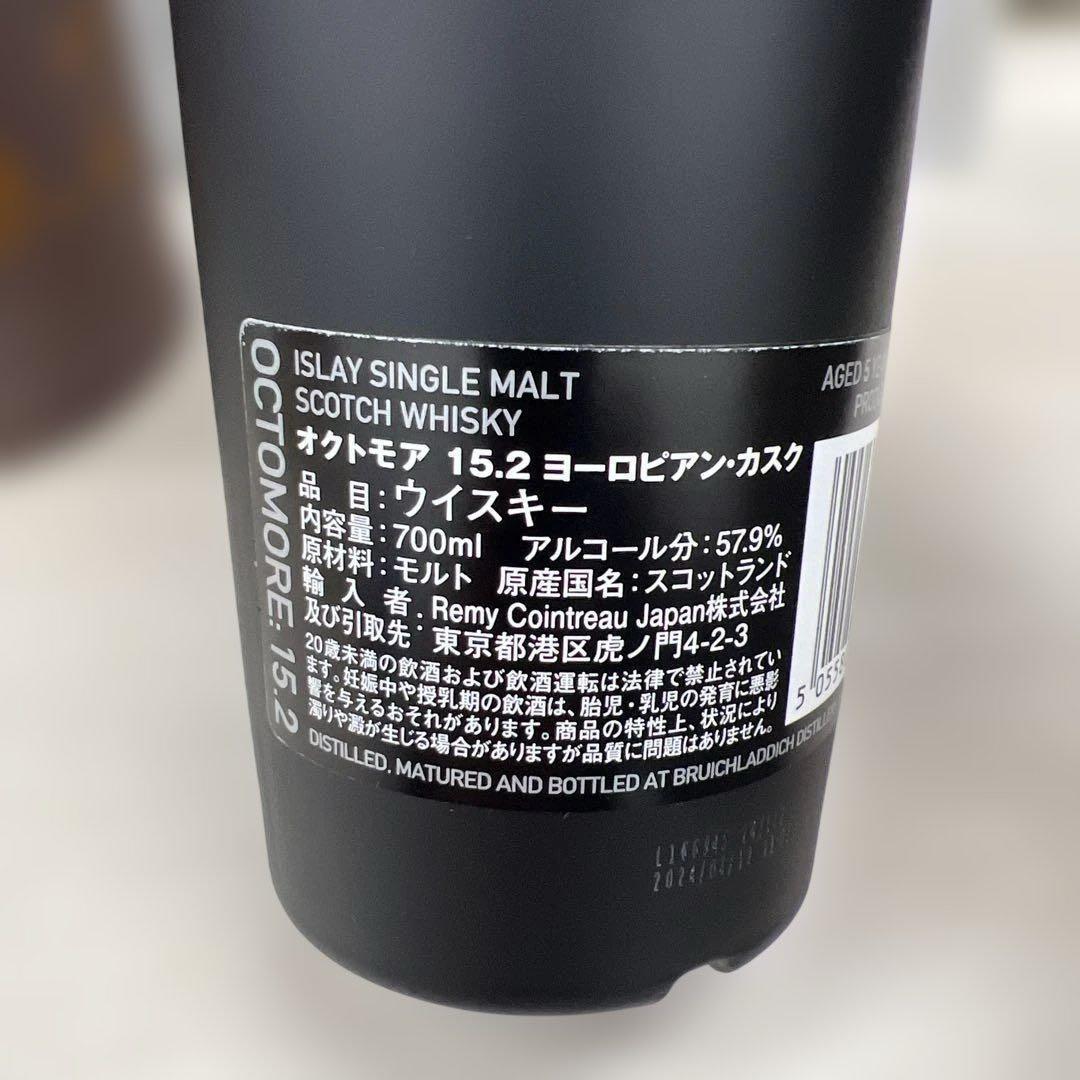 OCTOMORE: 15.2
ISLAY SINGLE MALT
SCOTCH WHISKY
AGED 5
オクトモア 15.2 ヨーロピアン・カスク
品 目:ウイスキー
内容量:700ml アルコール分:57.9%
原材料:モルト 原産国名:スコットランド
輸入者 : Remy Cointreau Japan株式会社
及び引取先 : 東京都港区虎ノ門4-2-3
20歳未満の飲酒および飲酒運転は法律で禁止されてい
ます。妊娠中や授乳期の飲酒は、胎児・乳児の発育に悪影
響を与えるおそれがあります。商品の特性上、状況により
濁りや澱が生じる場合がありますが品質に問題はありません。
DISTILLED, MATURED AND BOTTLED AT BRUICHLADDICH